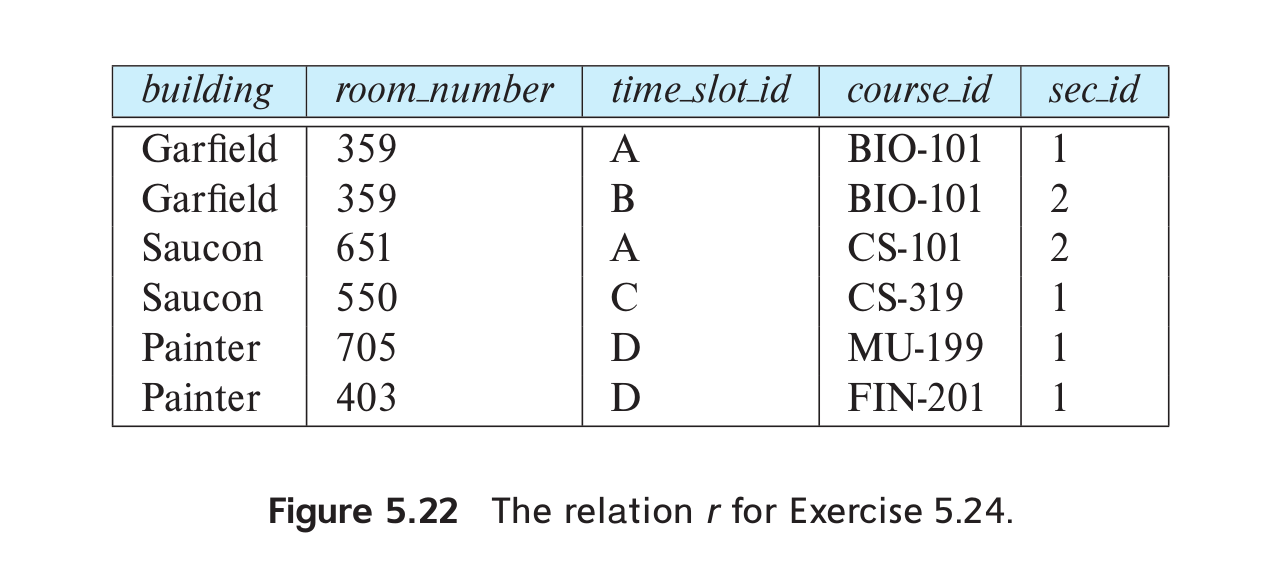 building room_number time_slot_id course_id sec_id
Garfield 359 A BIO-101 1
Garfield 359 B BIO-101 2
Saucon 651 A CS-101 2
Saucon 550 C CS-319 1
Painter 705 D MU-199 1
Painter 403 D FIN-201 1
Figure 5.22 The relation r for Exercise 5.24.